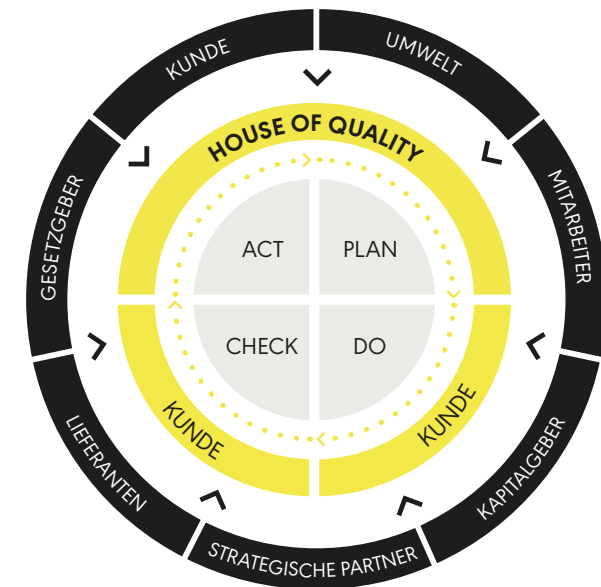 KUNDE
UMWELT
MITARBEITER
KAPITALGEBER
STRATEGISCHE PARTNER
LIEFERANTEN
GESETZGEBER
HOUSE OF QUALITY
KUNDE
KUNDE
ACT
PLAN
CHECK
DO